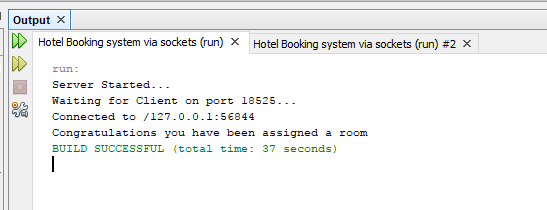 Output
Hotel Booking system via sockets (run)
Hotel Booking system via sockets (run) #2
run:
Server Started...
Waiting for Client on port 18525...
Connected to /127.0.0.1:56844
Congratulations you have been assigned a room
BUILD SUCCESSFUL (total time: 37 seconds)